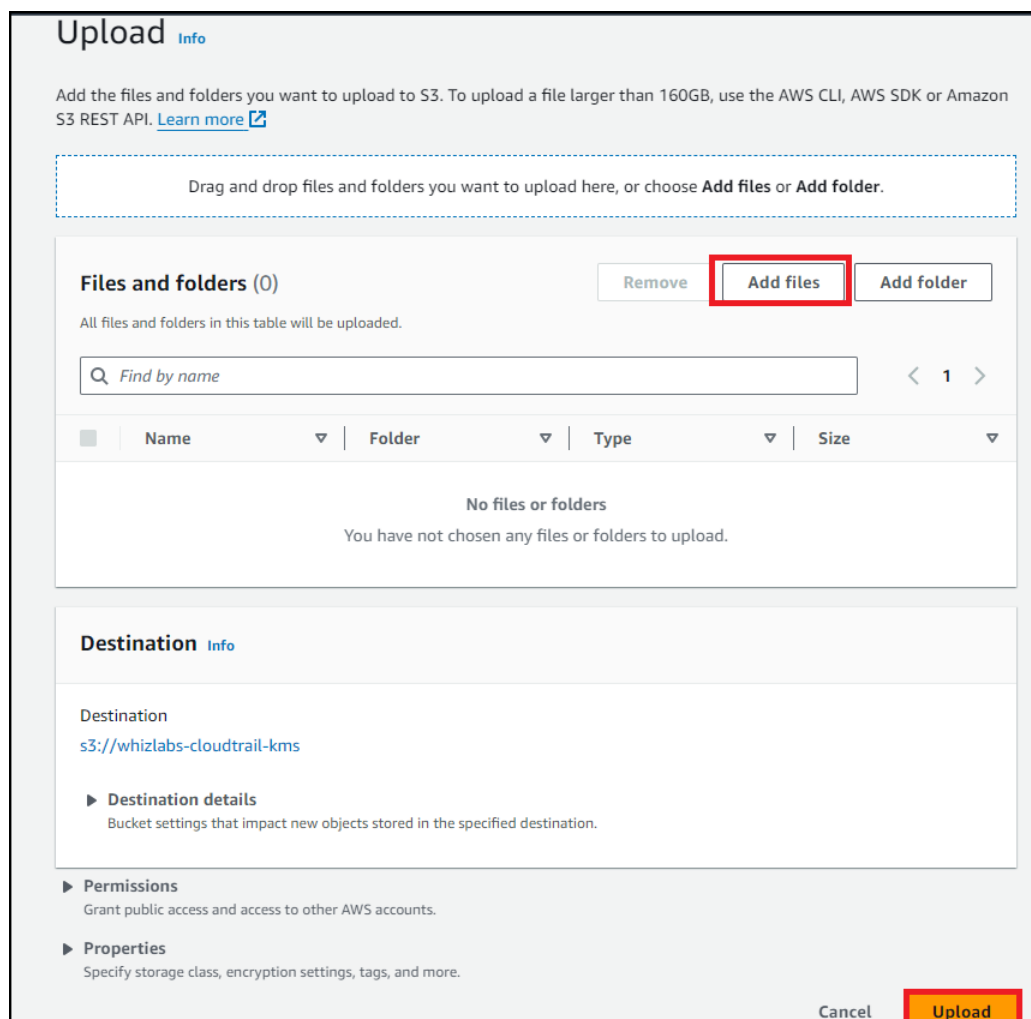 Upload Info
Add the files and folders you want to upload to S3. To upload a file larger than 160GB, use the AWS CLI, AWS SDK or Amazon
S3 REST API. Learn more
Drag and drop files and folders you want to upload here, or choose Add files or Add folder.
Files and folders (0)
Remove
Add files
Add folder
All files and folders in this table will be uploaded.
Find by name
1
Name
Folder
Type
Size
No files or folders
You have not chosen any files or folders to upload.
Destination Info
Destination
s3://whizlabs-cloudtrail-kms
Destination details
Bucket settings that impact new objects stored in the specified destination.
Permissions
Grant public access and access to other AWS accounts.
Properties
Specify storage class, encryption settings, tags, and more.
Cancel
Upload